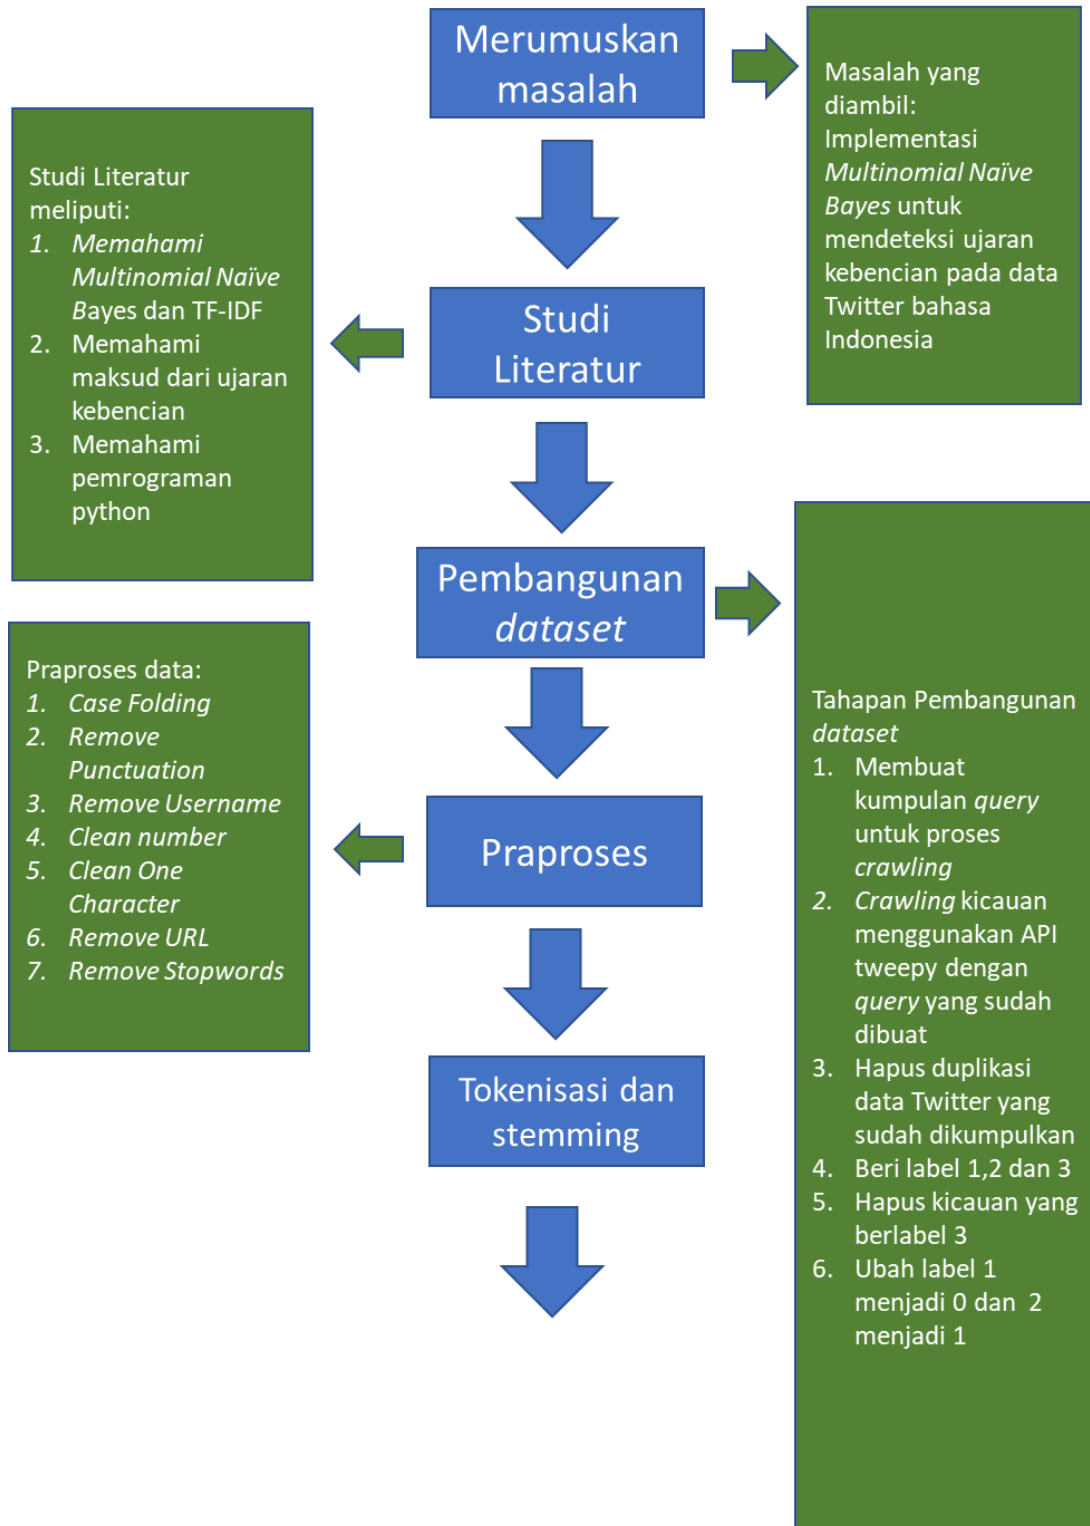 Merumuskan
masalah
Masalah yang
diambil:
Implementasi
Multinomial Naïve
Bayes untuk
mendeteksi ujaran
kebencian pada data
Twitter bahasa
Indonesia
Studi
Literatur
Studi Literatur
meliputi:
1. Memahami
Multinomial Naïve
Bayes dan TF-IDF
2. Memahami
maksud dari ujaran
kebencian
3. Memahami
pemrograman
python
Pembangunan
dataset
Tahapan Pembangunan
dataset
1. Membuat
kumpulan query
untuk proses
crawling
2. Crawling kicauan
menggunakan API
tweepy dengan
query yang sudah
dibuat
3. Hapus duplikasi
data Twitter yang
sudah dikumpulkan
4. Beri label 1,2 dan 3
5. Hapus kicauan yang
berlabel 3
6. Ubah label 1
menjadi 0 dan 2
menjadi 1
Praproses
Praproses data:
1. Case Folding
2. Remove
Punctuation
3. Remove Username
4. Clean number
5. Clean One
Character
6. Remove URL
7. Remove Stopwords
Tokenisasi dan
stemming